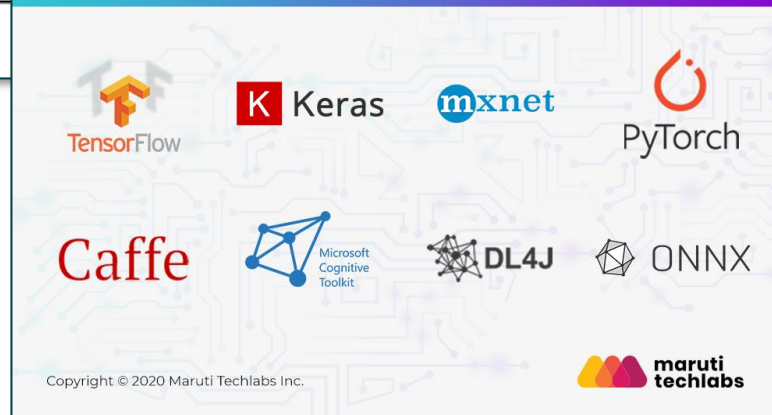 TensorFlow
K Keras
mxnet
PyTorch
Caffe
Microsoft
Cognitive
Toolkit
DL4J
ONNX
Copyright © 2020 Maruti Techlabs Inc.
maruti
techlabs